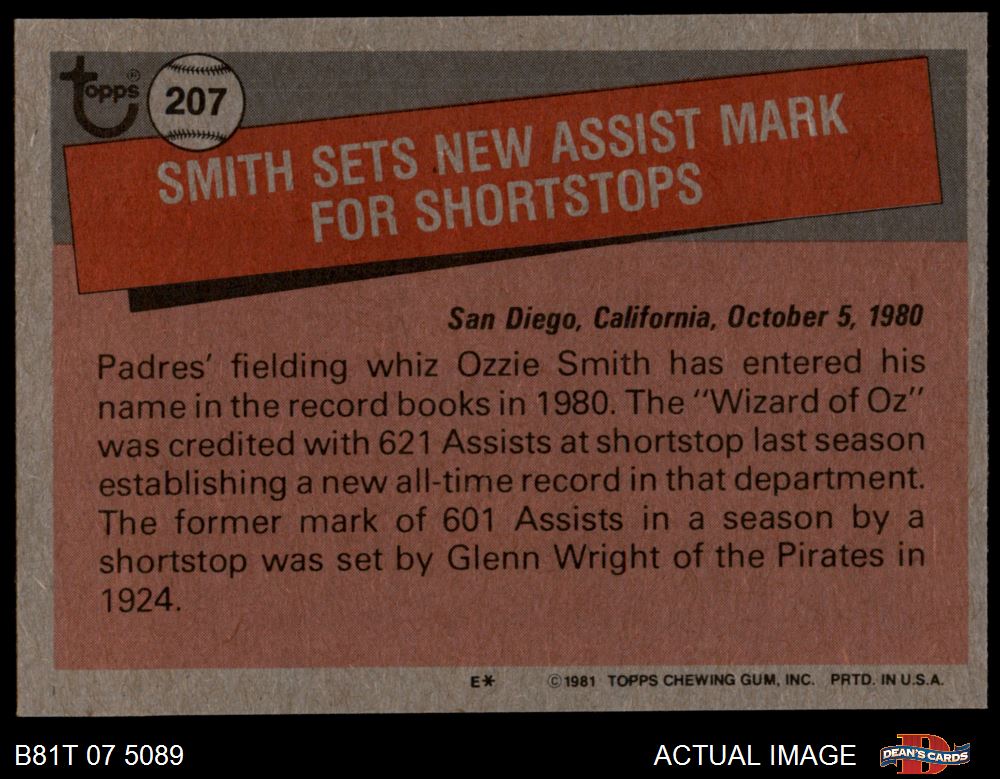 topps®
207
SMITH SETS NEW ASSIST MARK
FOR SHORTSTOPS
San Diego, California, October 5, 1980
Padres' fielding whiz Ozzie Smith has entered his
name in the record books in 1980. The "Wizard of Oz"
was credited with 621 Assists at shortstop last season
establishing a new all-time record in that department.
The former mark of 601 Assists in a season by a
shortstop was set by Glenn Wright of the Pirates in
1924.
E* ©1981 TOPPS CHEWING GUM, INC. PRTD. IN U.S.A.
B81T 07 5089 ACTUAL IMAGE DEAN'S CARDS